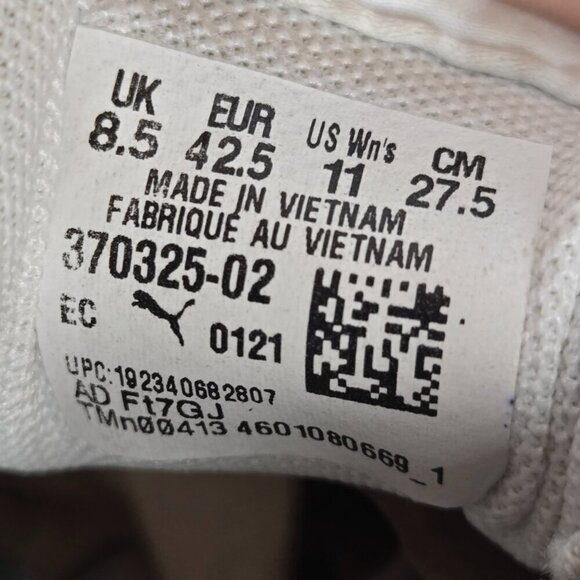 UK EUR US Wn's CM
8.5 42.5 11 27.5
MADE IN VIETNAM
FABRIQUE AU VIETNAM
370325-02
EC 0121
UPC:192340682807
AD Ft7GJ
TMn00413 4601080669_1